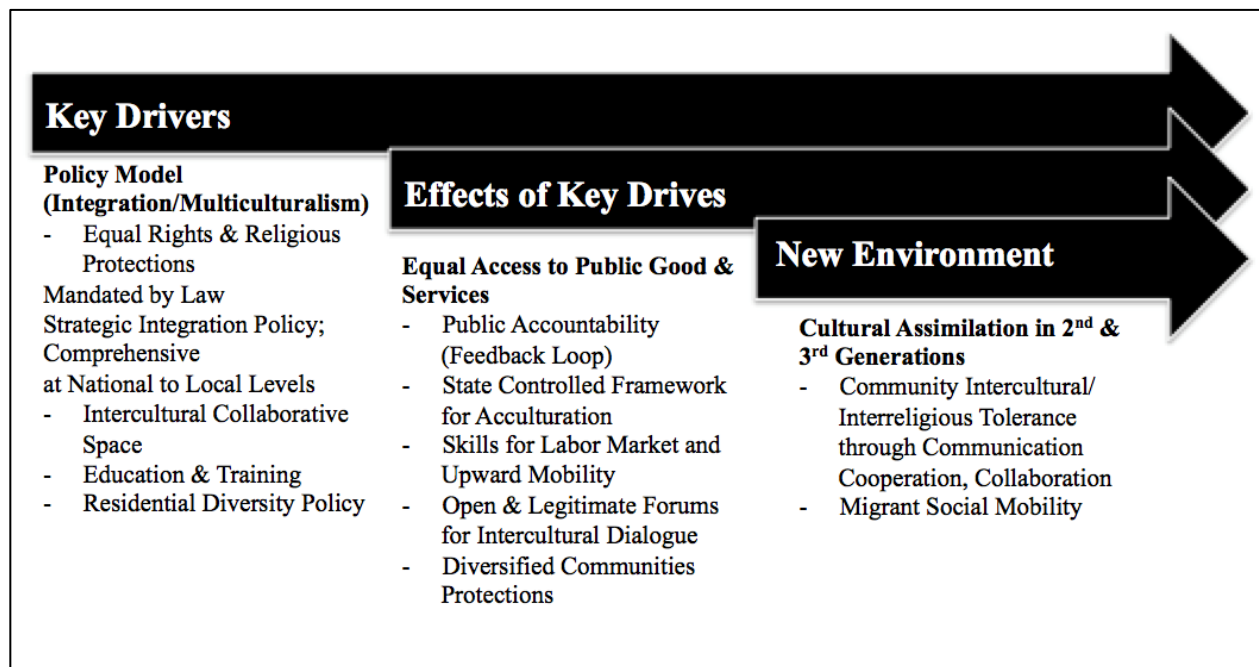 Key Drivers
Policy Model
(Integration/Multiculturalism)
- Equal Rights & Religious
Protections
Mandated by Law
Strategic Integration Policy;
Comprehensive
at National to Local Levels
- Intercultural Collaborative
Space
- Education & Training
- Residential Diversity Policy
Effects of Key Drives
Equal Access to Public Good &
Services
- Public Accountability
(Feedback Loop)
- State Controlled Framework
for Acculturation
- Skills for Labor Market and
Upward Mobility
- Open & Legitimate Forums
for Intercultural Dialogue
- Diversified Communities
Protections
New Environment
Cultural Assimilation in 2nd &
3rd Generations
- Community Intercultural/
Interreligious Tolerance
through Communication
Cooperation, Collaboration
- Migrant Social Mobility